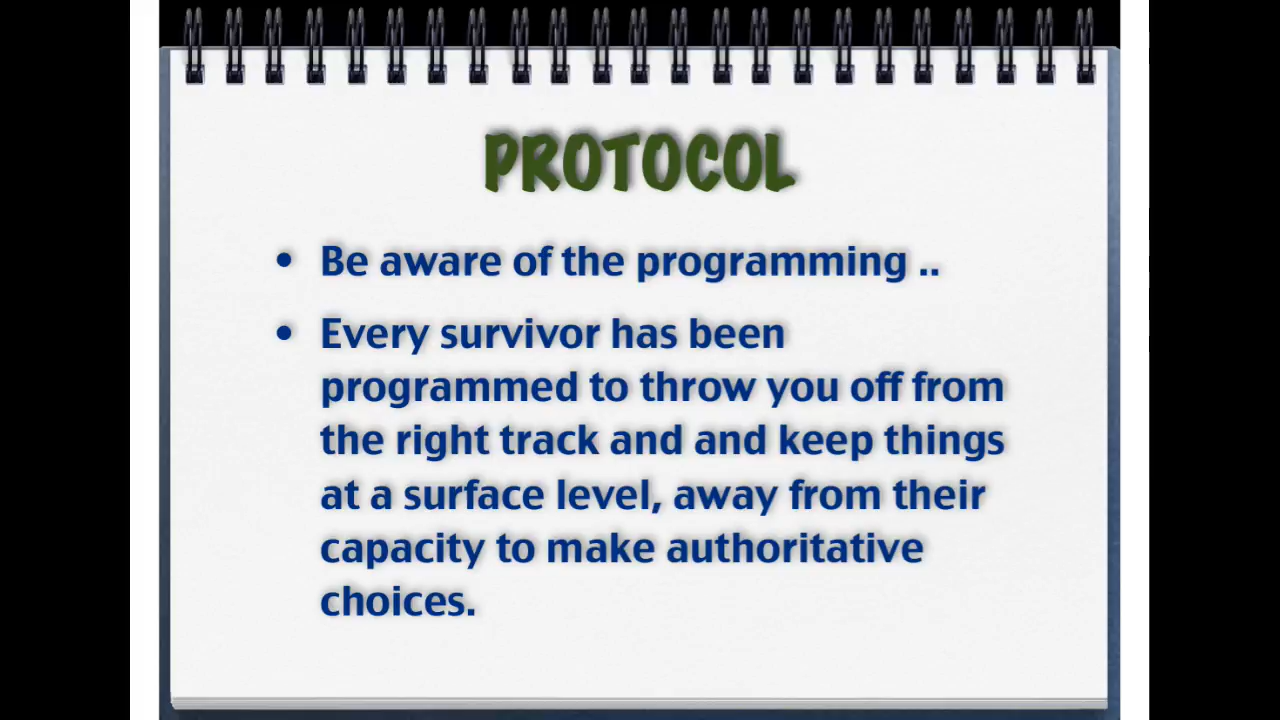 PROTOCOL
• Be aware of the programming ..
• Every survivor has been
programmed to throw you off from
the right track and and keep things
at a surface level, away from their
capacity to make authoritative
choices.